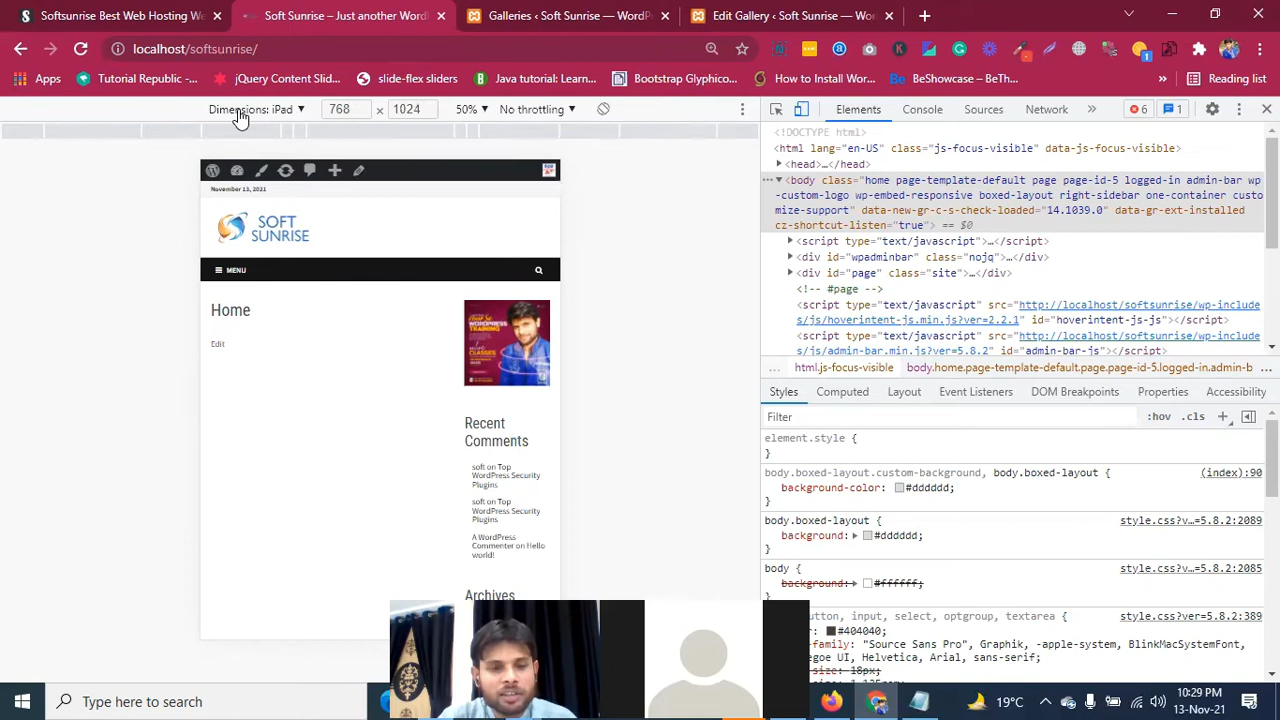 Soft Sunrise - Best Web Hosting We
Soft Sunrise – Just another Word
Galleries < Soft Sunrise — WordPr
Edit Gallery < Soft Sunrise — Wo
localhost/softsunrise/
Apps
Tutorial Republic -...
jQuery Content Slid...
slide-flex sliders
Java tutorial: Learn...
Bootstrap Glyphico...
How to Install Wor...
BeShowcase – BeTh...
»
Reading list
Dimensions: iPad
768
×
1024
50%
No throttling
Elements
Console
Sources
Network
»
6
1
November 13, 2021
SOFT
SUNRISE
MENU
Home
Edit
Recent
Comments
soft on Top
WordPress Security
Plugins
soft on Top
WordPress Security
Plugins
A WordPress
Commenter on Hello
world!
Archives
<!DOCTYPE html>
<html lang="en-US" class="js-focus-visible" data-js-focus-visible>
<head>…</head>
<body class="home page-template-default page page-id-5 logged-in admin-bar wp
-custom-logo wp-embed-responsive boxed-layout right-sidebar one-container cus
tomize-support" data-new-gr-c-s-check-loaded="14.1039.0" data-gr-ext-installed
cz-shortcut-listen="true"> == $0
<script type="text/javascript">…</script>
<div id="wpadminbar" class="nojq">…</div>
<div id="page" class="site">…</div>
<!-- #page -->
<script type="text/javascript" src="http://localhost/softsunrise/wp-include
s/js/hoverintent-js.min.js?ver=2.2.1" id="hoverintent-js-js"></script>
<script type="text/javascript" src="http://localhost/softsunrise/wp-include
s/js/admin-bar.min.js?ver=5.8.2" id="admin-bar-js"></script>
...
html.js-focus-visible
body.home.page-template-default.page.page-id-5.logged-in.admin-b
...
Styles
Computed
Layout
Event Listeners
DOM Breakpoints
Properties
Accessibility
Filter
:hov
.cls
element.style {
}
body.boxed-layout.custom-background, body.boxed-layout {
(index):90
background-color: #dddddd;
}
body.boxed-layout {
style.css?v…=5.8.2:2089
background: #dddddd;
}
body {
style.css?v…=5.8.2:2085
background: #ffffff;
}
utton, input, select, optgroup, textarea {
style.css?ver=5.8.2:389
: #404040;
-family: "Source Sans Pro", Graphik, -apple-system, BlinkMacSystemFont,
egoe UI, Helvetica, Arial, sans-serif;
size: 18px;
Type here to search
19°C
10:29 PM
13-Nov-21